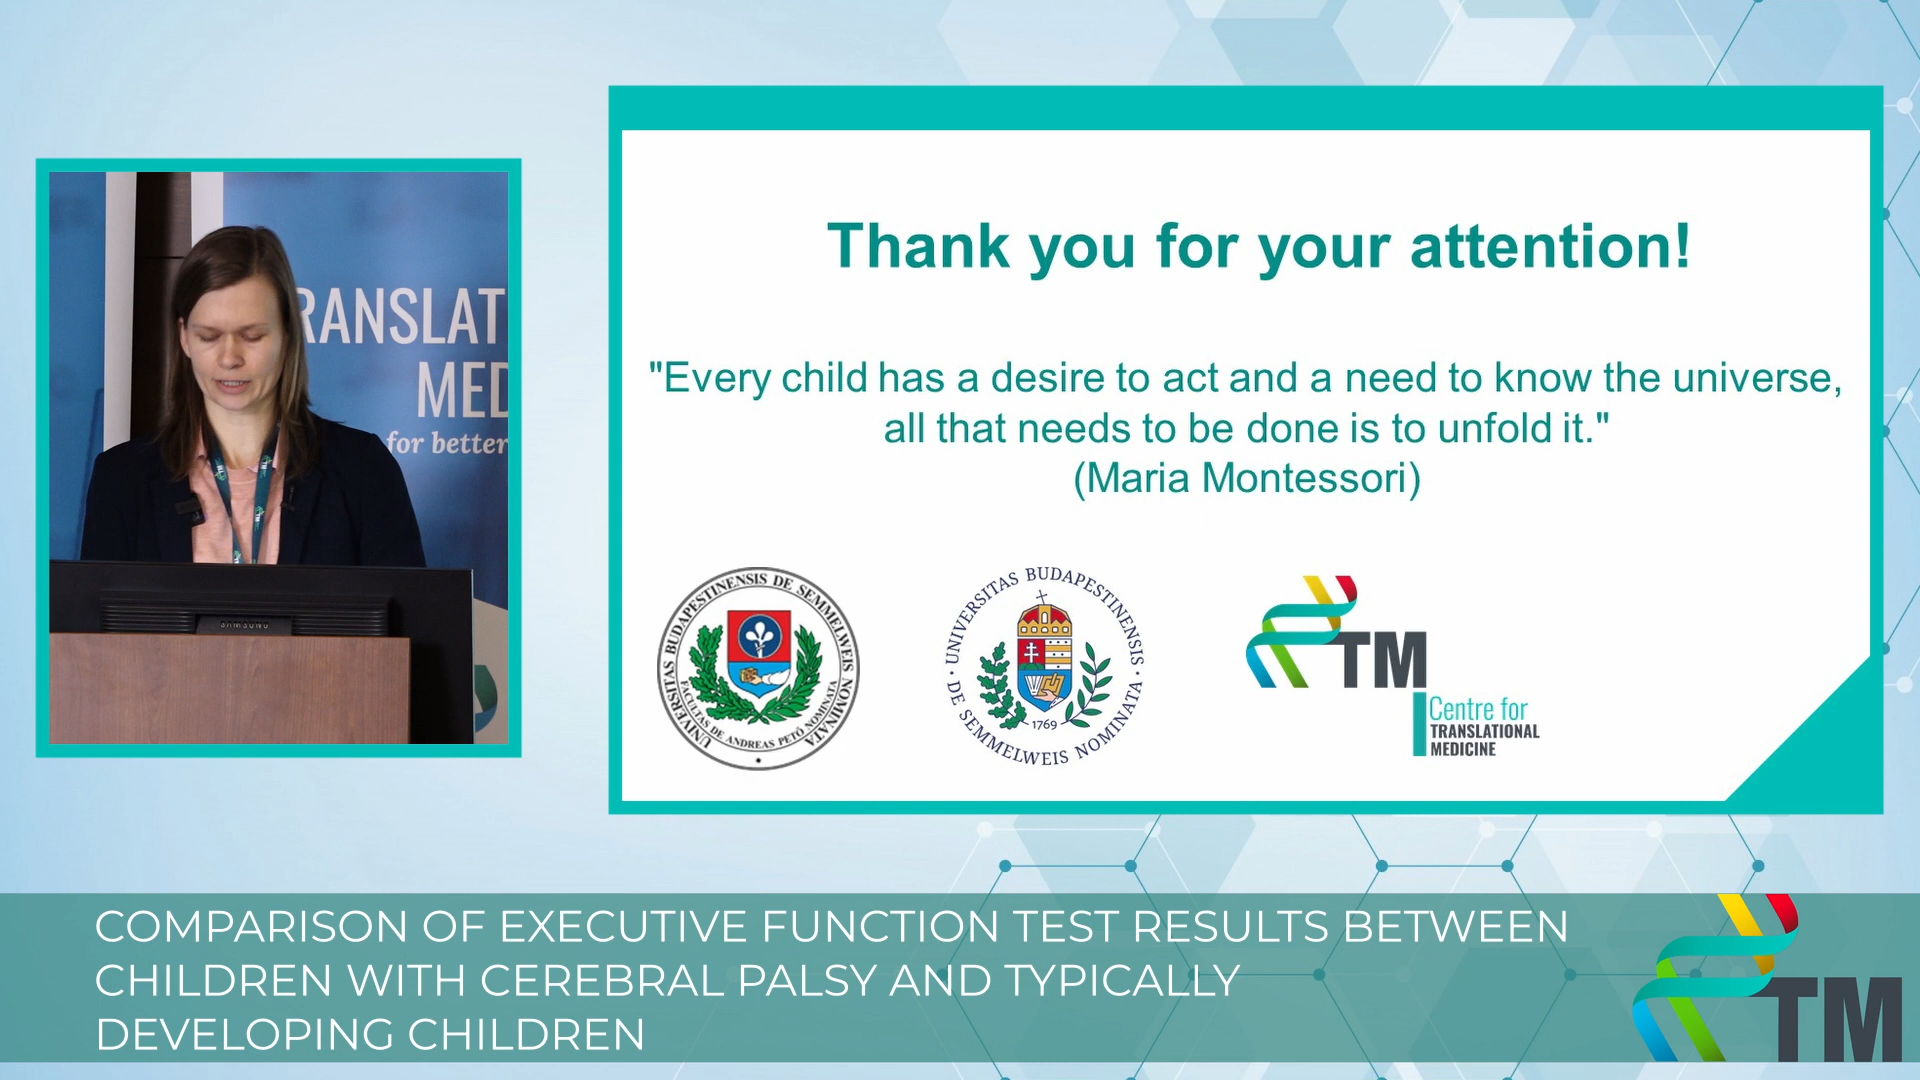 RANSLAT
MED
for better
SAMSUNG
Thank you for your attention!
"Every child has a desire to act and a need to know the universe,
all that needs to be done is to unfold it."
(Maria Montessori)
UNIVERSITAS BUDAPESTINENSIS DE SEMMELWEIS NOMINATA
FACULTAS DE ANDREAS PETŐ NOMINATA
· UNIVERSITAS BUDAPESTINENSIS ·
DE SEMMELWEIS NOMINATA
1769
TM
Centre for
TRANSLATIONAL
MEDICINE
COMPARISON OF EXECUTIVE FUNCTION TEST RESULTS BETWEEN
CHILDREN WITH CEREBRAL PALSY AND TYPICALLY
DEVELOPING CHILDREN
TM